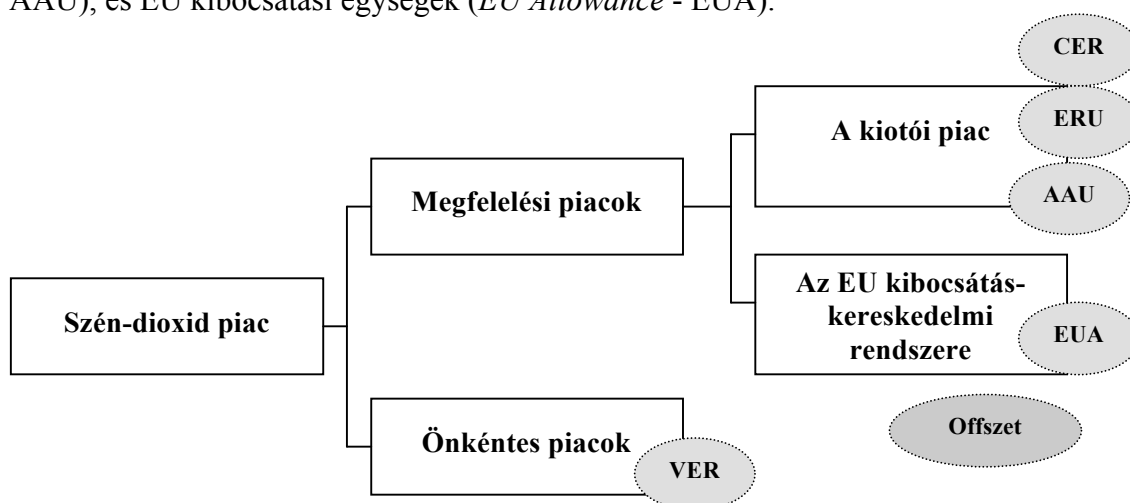 AAU), és EU kibocsátási egységek (EU Allowance - EUA).
CER
A kiotói piac
ERU
AAU
Megfelelési piacok
Az EU kibocsátás-
kereskedelmi
rendszere
EUA
Szén-dioxid piac
Offszet
Önkéntes piacok
VER